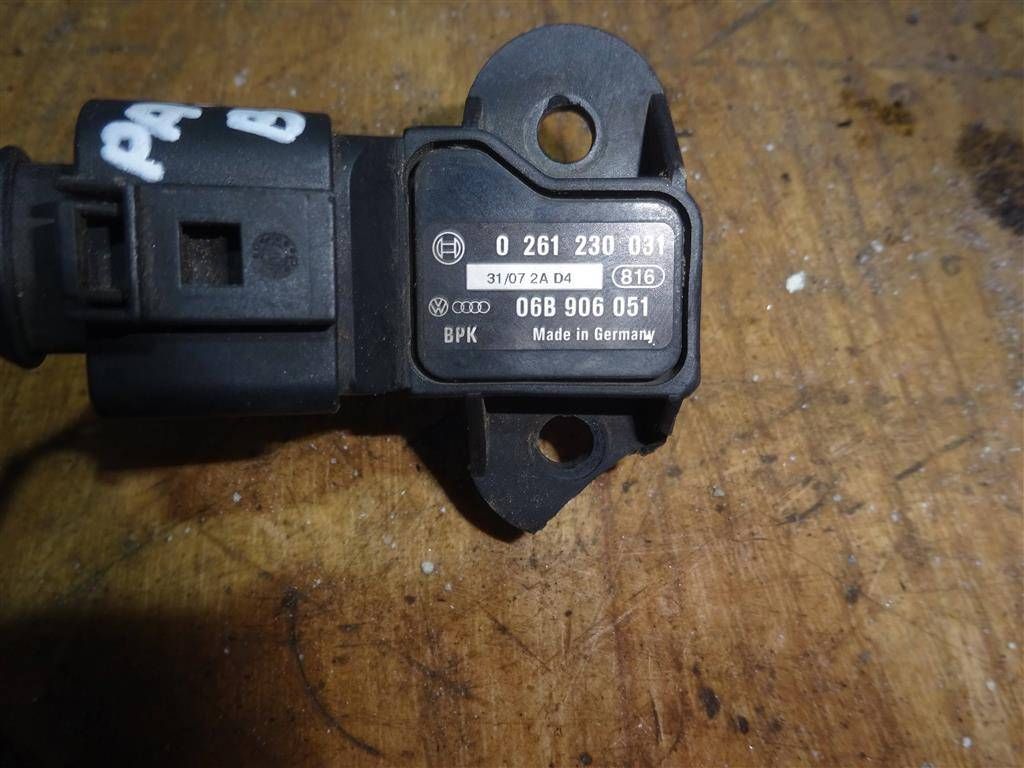 PA B
0 261 230 031
31/07 2A D4 816
06B 906 051
BPK Made in Germany